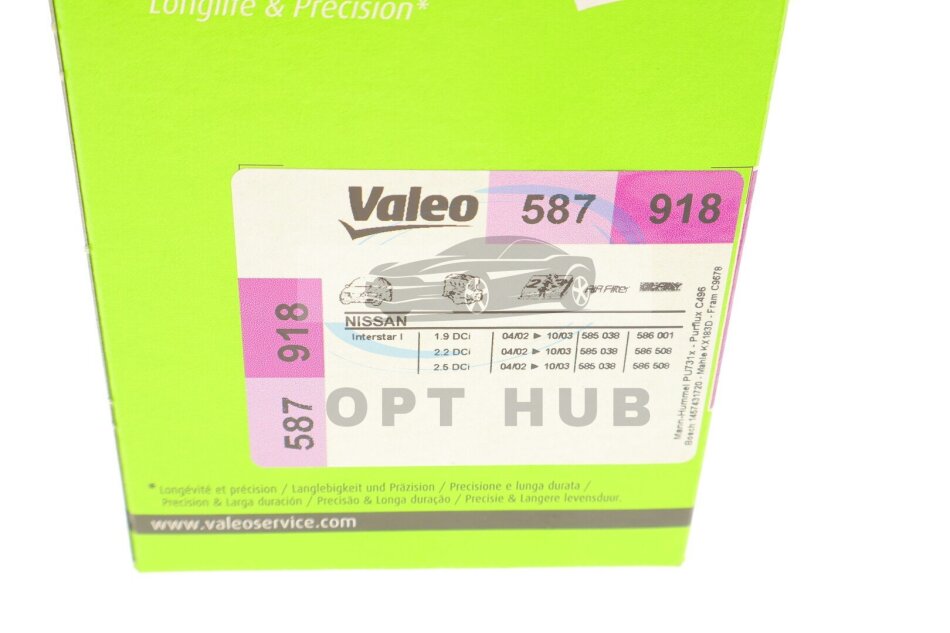 Longlife & Precision*
Valeo 587 918
Air Filter
NISSAN
Interstar I 1.9 DCi 04/02 ► 10/03 585 038 586 001
2.2 DCi 04/02 ► 10/03 585 038 586 508
2.5 DCi 04/02 ► 10/03 585 038 586 508
587 918
Mann-Hummel PU731x - Purflux C496
Bosch 1457431720 - Mahle KX183D - Fram C9678
OPT HUB
* Longévité et précision / Langlebigkeit und Präzision / Precisione e lunga durata /
Precision & Larga duración / Precisão & Longa duração / Precisie & Langere levensduur.
www.valeoservice.com